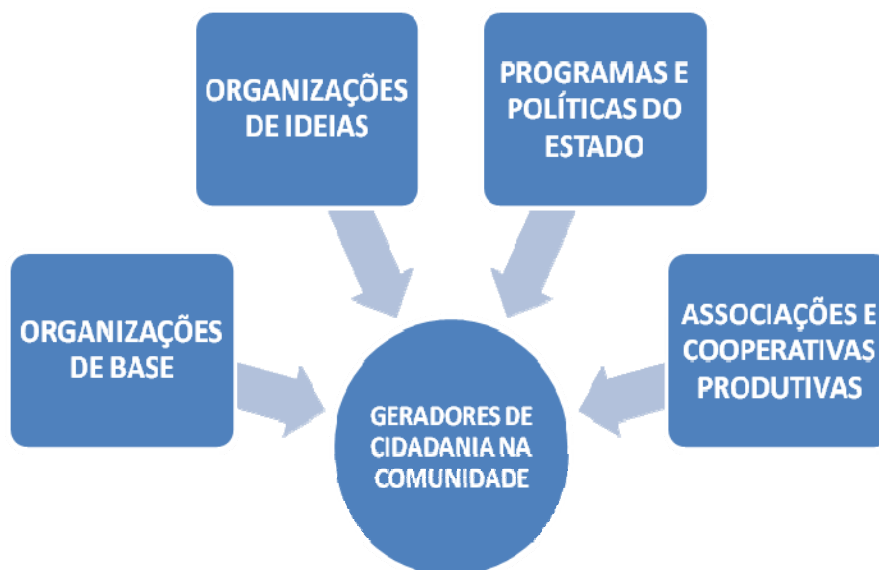 ORGANIZAÇÕES
DE IDEIAS
PROGRAMAS E
POLÍTICAS DO
ESTADO
ORGANIZAÇÕES
DE BASE
ASSOCIAÇÕES E
COOPERATIVAS
PRODUTIVAS
GERADORES DE
CIDADANIA NA
COMUNIDADE